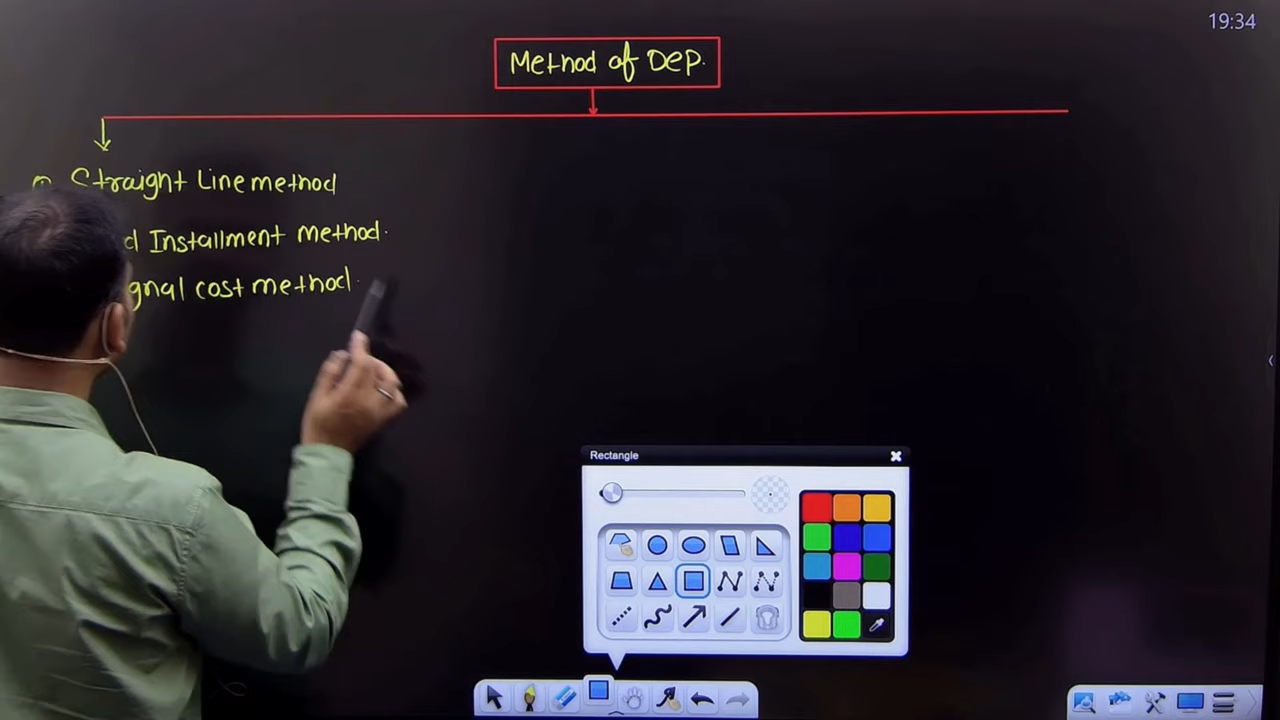 19:34
Method of Dep.
Straight Line method
Installment method.
cost method.
Rectangle